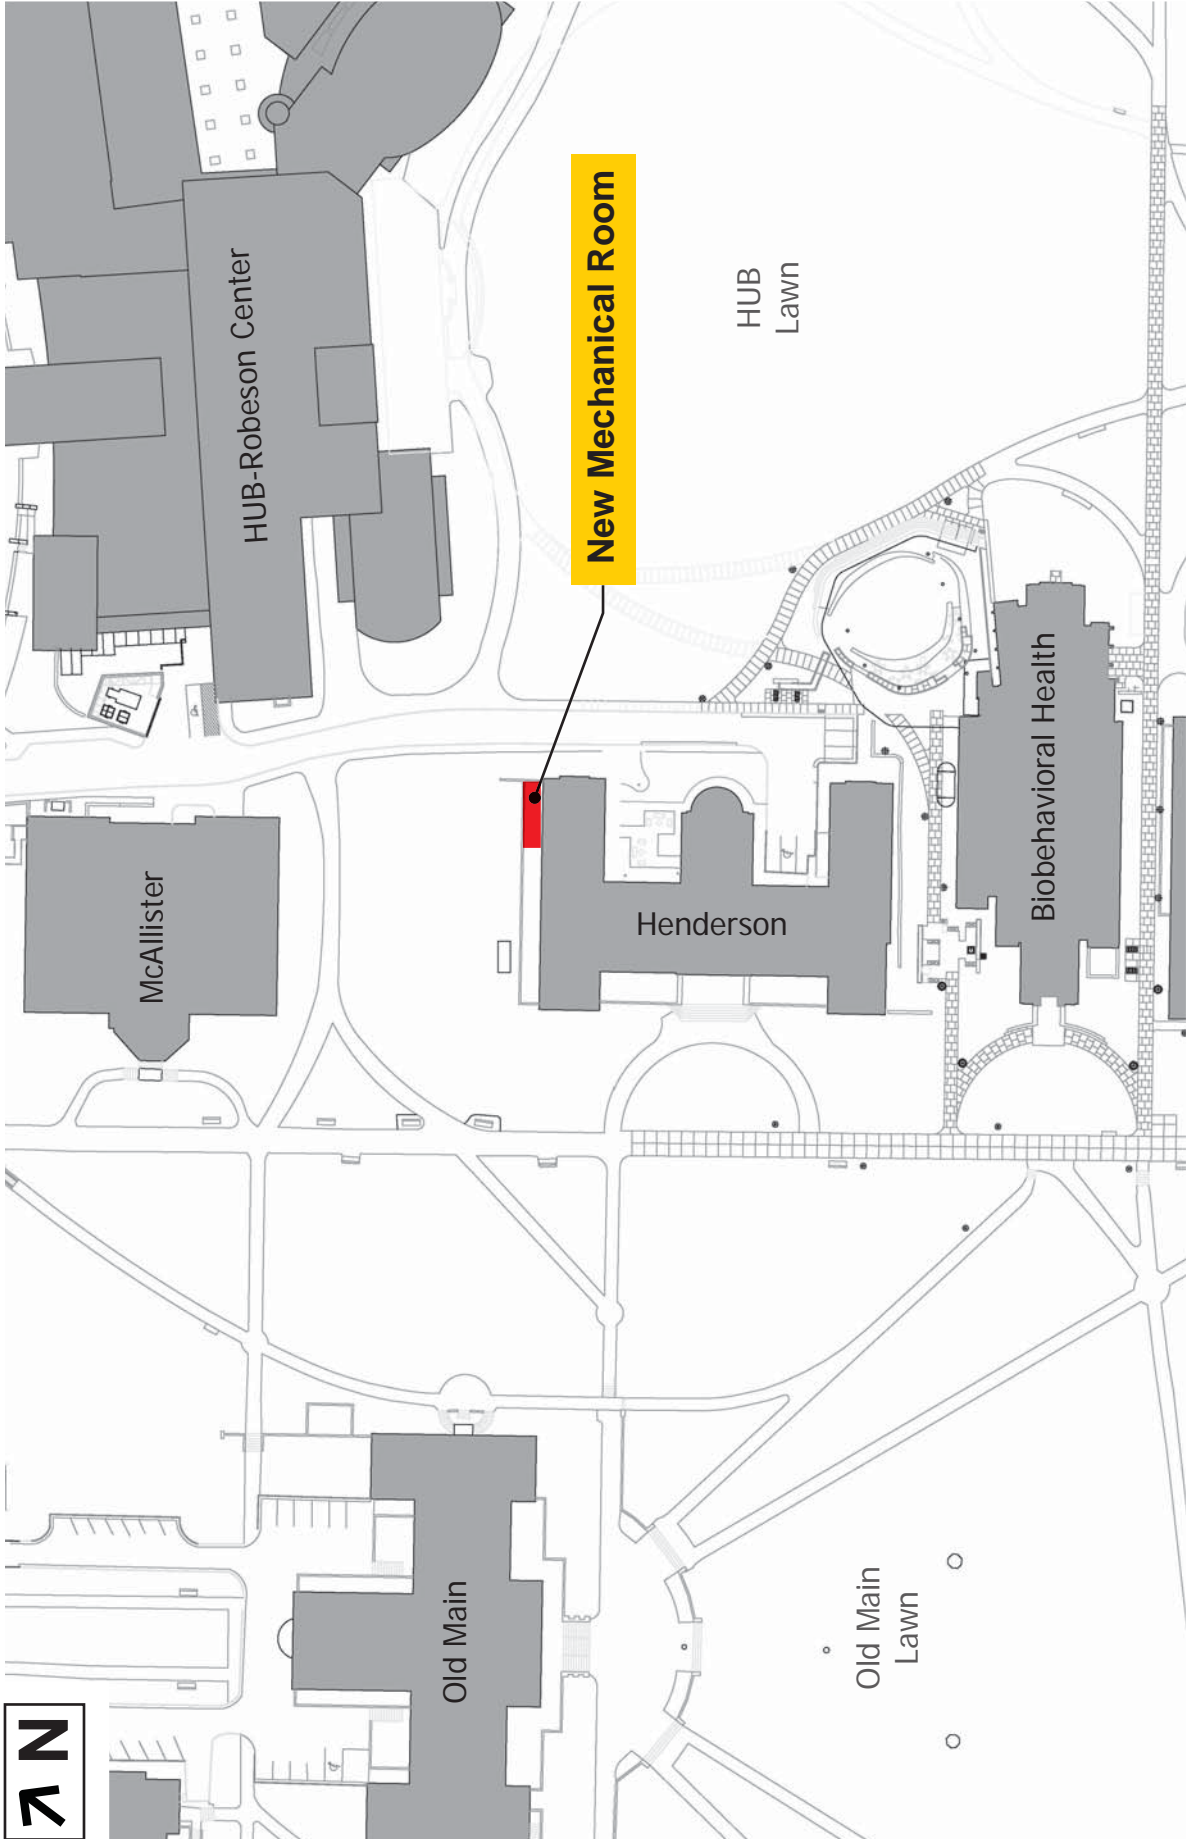 N
Old Main
Old Main
Lawn
McAllister
Henderson
Biobehavioral Health
HUB-Robeson Center
New Mechanical Room
HUB
Lawn